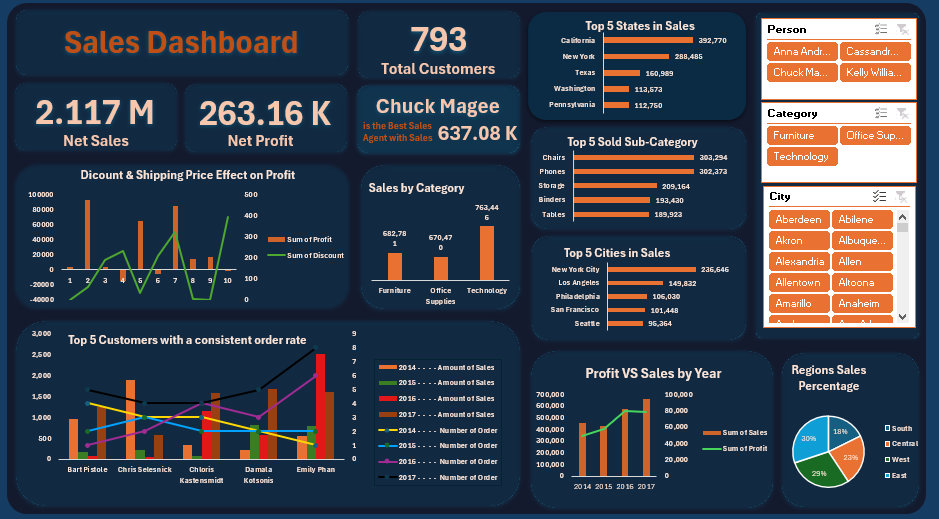 Sales Dashboard
793
Total Customers
2.117 M
Net Sales
263.16 K
Net Profit
Chuck Magee
is the Best Sales
Agent with Sales
637.08 K
Top 5 States in Sales
California 392,770
New York 288,485
Texas 160,989
Washington 113,573
Pennsylvania 112,750
Top 5 Sold Sub-Category
Chairs 303,294
Phones 302,373
Storage 209,164
Binders 193,430
Tables 189,923
Top 5 Cities in Sales
New York City 236,646
Los Angeles 149,832
Philadelphia 106,030
San Francisco 101,448
Seattle 96,364
Person
Anna Andr... Cassandr...
Chuck Ma... Kelly Willia...
Category
Furniture Office Sup...
Technology
City
Aberdeen Abilene
Akron Albuque...
Alexandria Allen
Allentown Altoona
Amarillo Anaheim
Dicount & Shipping Price Effect on Profit
100000 600
80000 500
60000 400
40000 300
20000 200
0 100
-20000 0
-40000
1 2 3 4 5 6 7 8 9 10
Sum of Profit
Sum of Discount
Sales by Category
682,78
1
670,47
0
763,44
6
Furniture Office Technology
Supplies
Top 5 Customers with a consistent order rate
3,000 9
2,500 8
2,000 7
1,500 6
1,000 5
500 4
0 3
2
1
0
Bart Pistole Chris Selesnick Chloris Damala Emily Phan
Kastensmidt Kotsonis
2014 - - - - Amount of Sales
2015 - - - - Amount of Sales
2016 - - - - Amount of Sales
2017 - - - - Amount of Sales
2014 - - - - Number of Order
2015 - - - - Number of Order
2016 - - - - Number of Order
2017 - - - - Number of Order
Profit VS Sales by Year
700,000 100,000
600,000 80,000
500,000 60,000
400,000 40,000
300,000 20,000
200,000 0
100,000
0
2014 2015 2016 2017
Sum of Sales
Sum of Profit
Regions Sales
Percentage
18%
23%
29%
30%
South
Central
West
East